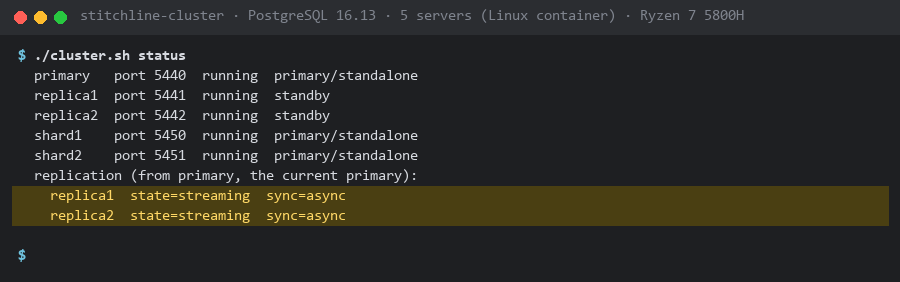 stitchline-cluster · PostgreSQL 16.13 · 5 servers (Linux container) · Ryzen 7 5800H
$ ./cluster.sh status
primary   port 5440  running  primary/standalone
replica1  port 5441  running  standby
replica2  port 5442  running  standby
shard1    port 5450  running  primary/standalone
shard2    port 5451  running  primary/standalone
replication (from primary, the current primary):
  replica1  state=streaming  sync=async
  replica2  state=streaming  sync=async
$